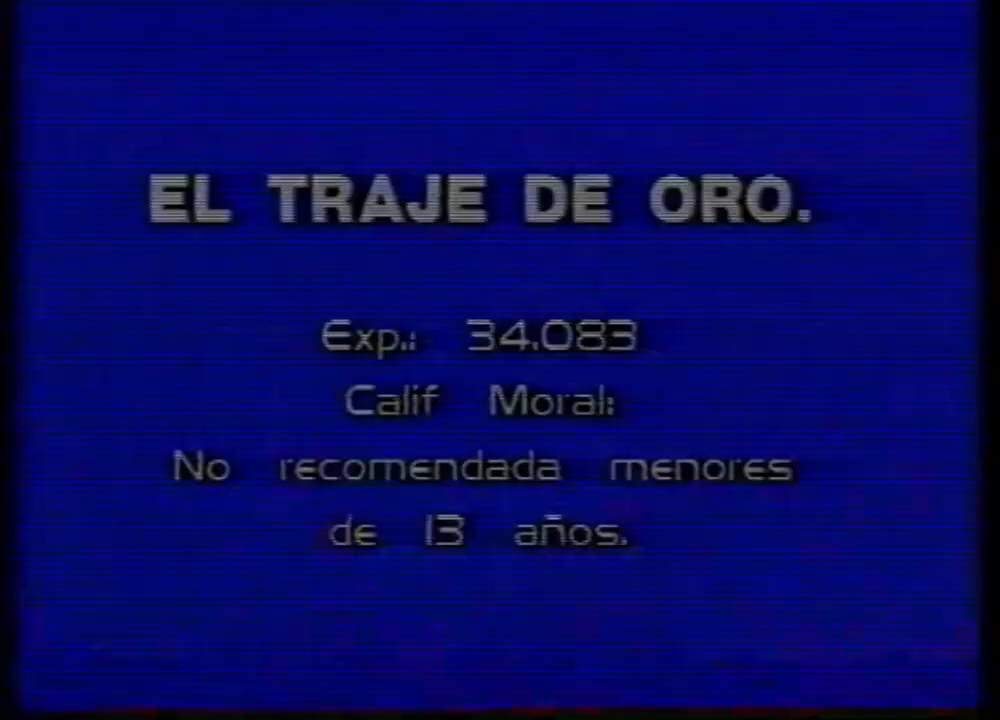 EL TRAJE DE ORO.
Exp.: 34.083
Calif Moral:
No recomendada menores
de 13 años.